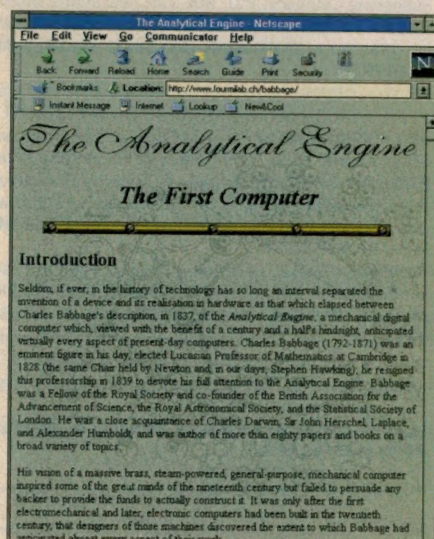 The Analytical Engine - Netscape
File Edit View Go Communicator Help
Back Forward Reload Home Search Guide Print Security
Bookmarks Location: http://www.fourmilab.ch/babbage/
Instant Message Internet Lookup New&Cool
The Analytical Engine
The First Computer
Introduction
Seldom, if ever, in the history of technology has so long an interval separated the
invention of a device and its realisation in hardware as that which elapsed between
Charles Babbage's description, in 1837, of the Analytical Engine, a mechanical digital
computer which, viewed with the benefit of a century and a half's hindsight, anticipated
virtually every aspect of present-day computers. Charles Babbage (1792-1871) was an
eminent figure in his day, elected Lucasian Professor of Mathematics at Cambridge in
1828 (the same Chair held by Newton and, in our days, Stephen Hawking); he resigned
this professorship in 1839 to devote his full attention to the Analytical Engine. Babbage
was a Fellow of the Royal Society and co-founder of the British Association for the
Advancement of Science, the Royal Astronomical Society, and the Statistical Society of
London. He was a close acquaintance of Charles Darwin, Sir John Herschel, Laplace,
and Alexander Humboldt, and was author of more than eighty papers and books on a
broad variety of topics.
His vision of a massive brass, steam-powered, general-purpose, mechanical computer
inspired some of the great minds of the nineteenth century but failed to persuade any
backer to provide the funds to actually construct it. It was only after the first
electromechanical and later, electronic computers had been built in the twentieth
century, that designers of those machines discovered the extent to which Babbage had
anticipated almost every aspect of their work.